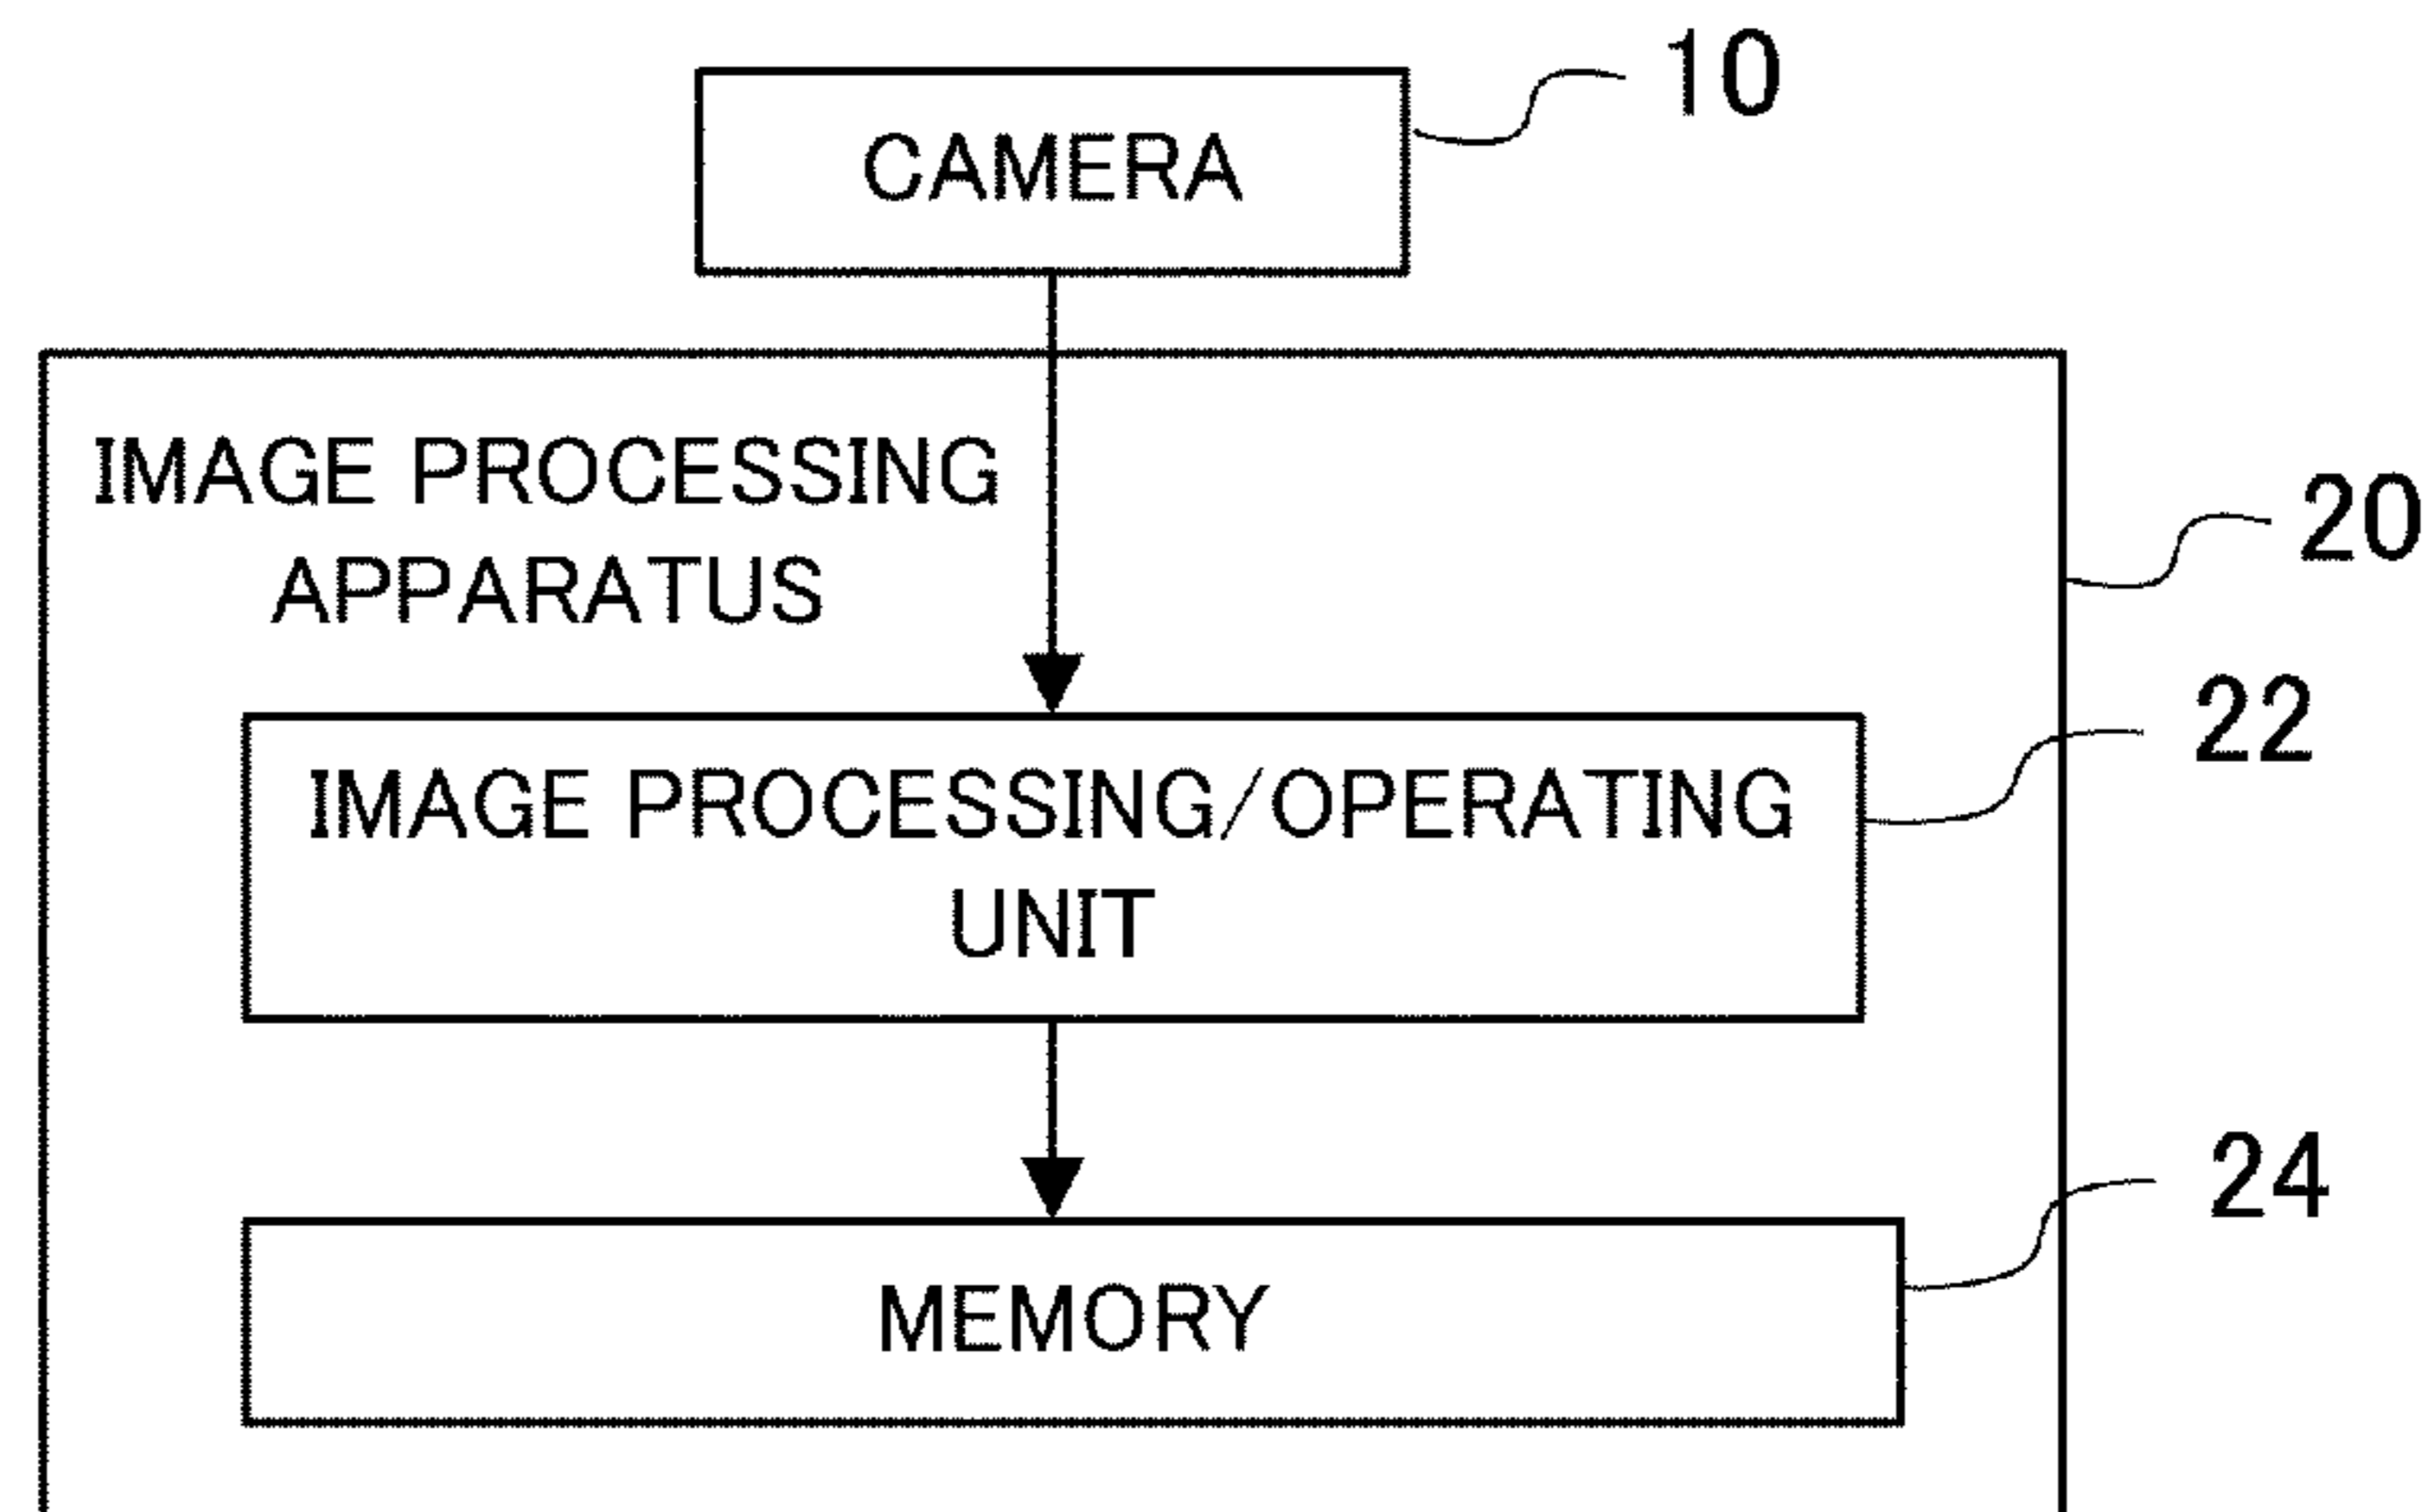 CAMERA
10
IMAGE PROCESSING
APPARATUS
20
22
IMAGE PROCESSING/OPERATING
UNIT
24
MEMORY